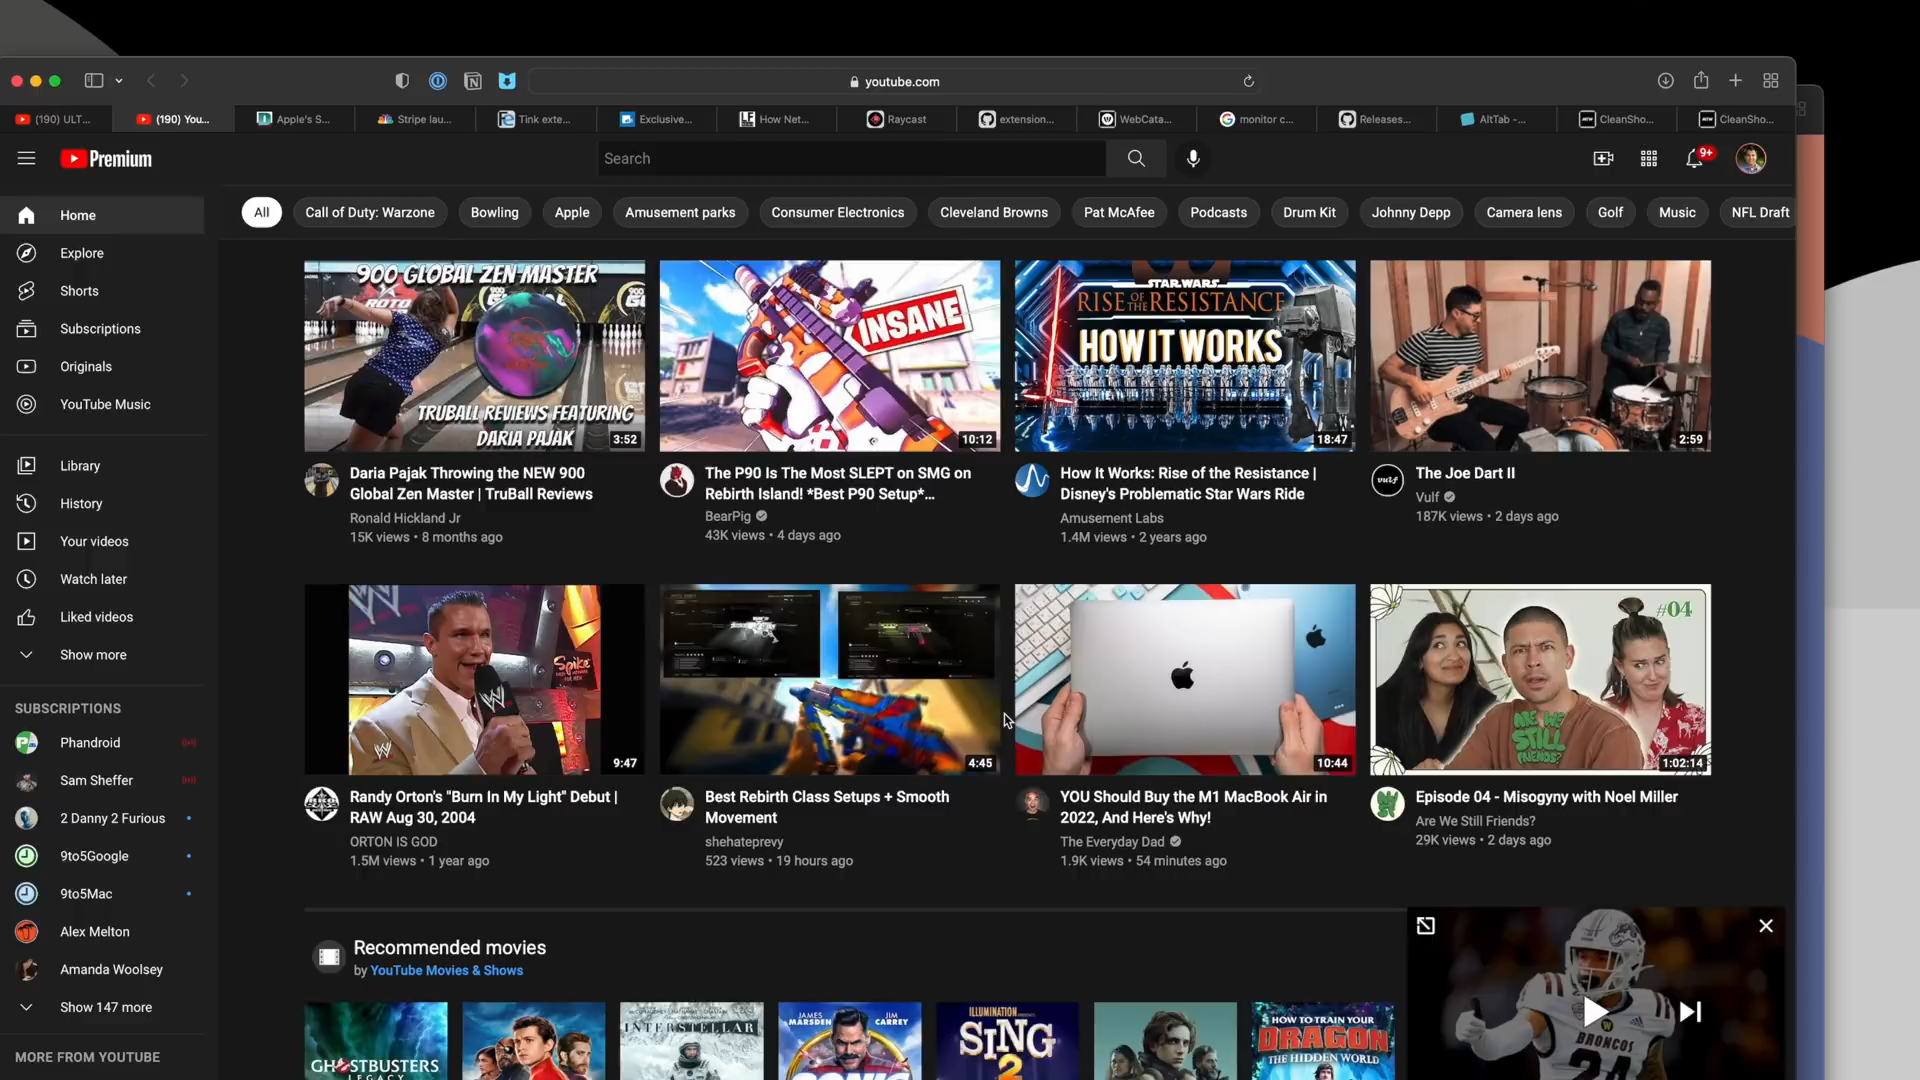 youtube.com
(190) ULT...
(190) You...
Apple's S...
Stripe lau...
Tink exte...
Exclusive...
How Net...
Raycast
extension...
WebCata...
monitor c...
Releases...
AltTab -...
CleanSho...
CleanSho...
Premium
Search
9+
Home
Explore
Shorts
Subscriptions
Originals
YouTube Music
Library
History
Your videos
Watch later
Liked videos
Show more
SUBSCRIPTIONS
Phandroid
Sam Sheffer
2 Danny 2 Furious
9to5Google
9to5Mac
Alex Melton
Amanda Woolsey
Show 147 more
MORE FROM YOUTUBE
All
Call of Duty: Warzone
Bowling
Apple
Amusement parks
Consumer Electronics
Cleveland Browns
Pat McAfee
Podcasts
Drum Kit
Johnny Depp
Camera lens
Golf
Music
NFL Draft
900 GLOBAL ZEN MASTER
ROTO
TRUBALL REVIEWS FEATURING
DARIA PAJAK
3:52
Daria Pajak Throwing the NEW 900
Global Zen Master | TruBall Reviews
Ronald Hickland Jr
15K views • 8 months ago
INSANE
10:12
The P90 Is The Most SLEPT on SMG on
Rebirth Island! *Best P90 Setup*...
BearPig
43K views • 4 days ago
STAR WARS
RISE OF THE RESISTANCE
HOW IT WORKS
18:47
How It Works: Rise of the Resistance |
Disney's Problematic Star Wars Ride
Amusement Labs
1.4M views • 2 years ago
2:59
The Joe Dart II
vulf
Vulf
187K views • 2 days ago
Spike
9:47
Randy Orton's "Burn In My Light" Debut |
RAW Aug 30, 2004
ORTON IS GOD
1.5M views • 1 year ago
4:45
Best Rebirth Class Setups + Smooth
Movement
shehateprevy
523 views • 19 hours ago
10:44
YOU Should Buy the M1 MacBook Air in
2022, And Here's Why!
The Everyday Dad
1.9K views • 54 minutes ago
#04
ARE WE
STILL
FRIENDS?
1:02:14
Episode 04 - Misogyny with Noel Miller
Are We Still Friends?
29K views • 2 days ago
Recommended movies
by YouTube Movies & Shows
GHOSTBUSTERS
INTERSTELLAR
JAMES MARSDEN
JIM CARREY
SONIC
ILLUMINATION
SING
2
HOW TO TRAIN YOUR
DRAGON
THE HIDDEN WORLD
BRONCOS